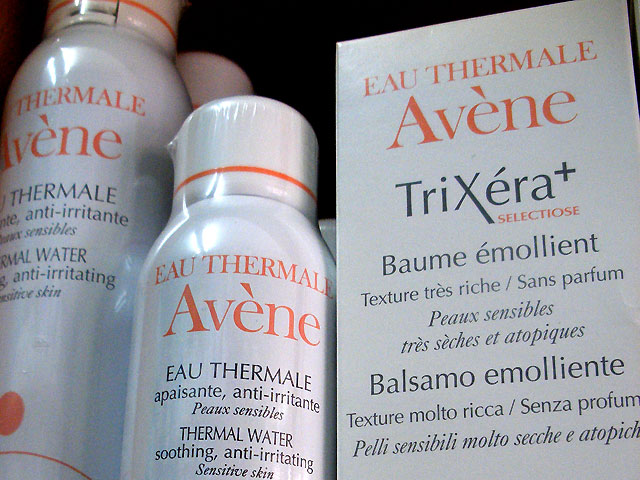 THERMALE
Avène
THERMALE
anti-irritante
Peaux sensibles
WATER
anti-irritating
skin
EAU THERMALE
Avène
EAU THERMALE
apaisante, anti-irritante
Peaux sensibles
THERMAL WATER
soothing, anti-irritating
Sensitive skin
EAU THERMALE
Avène
TriXéra+
SELECTIOSE
Baume émollient
Texture très riche / Sans parfum
Peaux sensibles
très sèches et atopiques
Balsamo emolliente
Texture molto ricca / Senza profum
Pelli sensibili molto secche e atopich